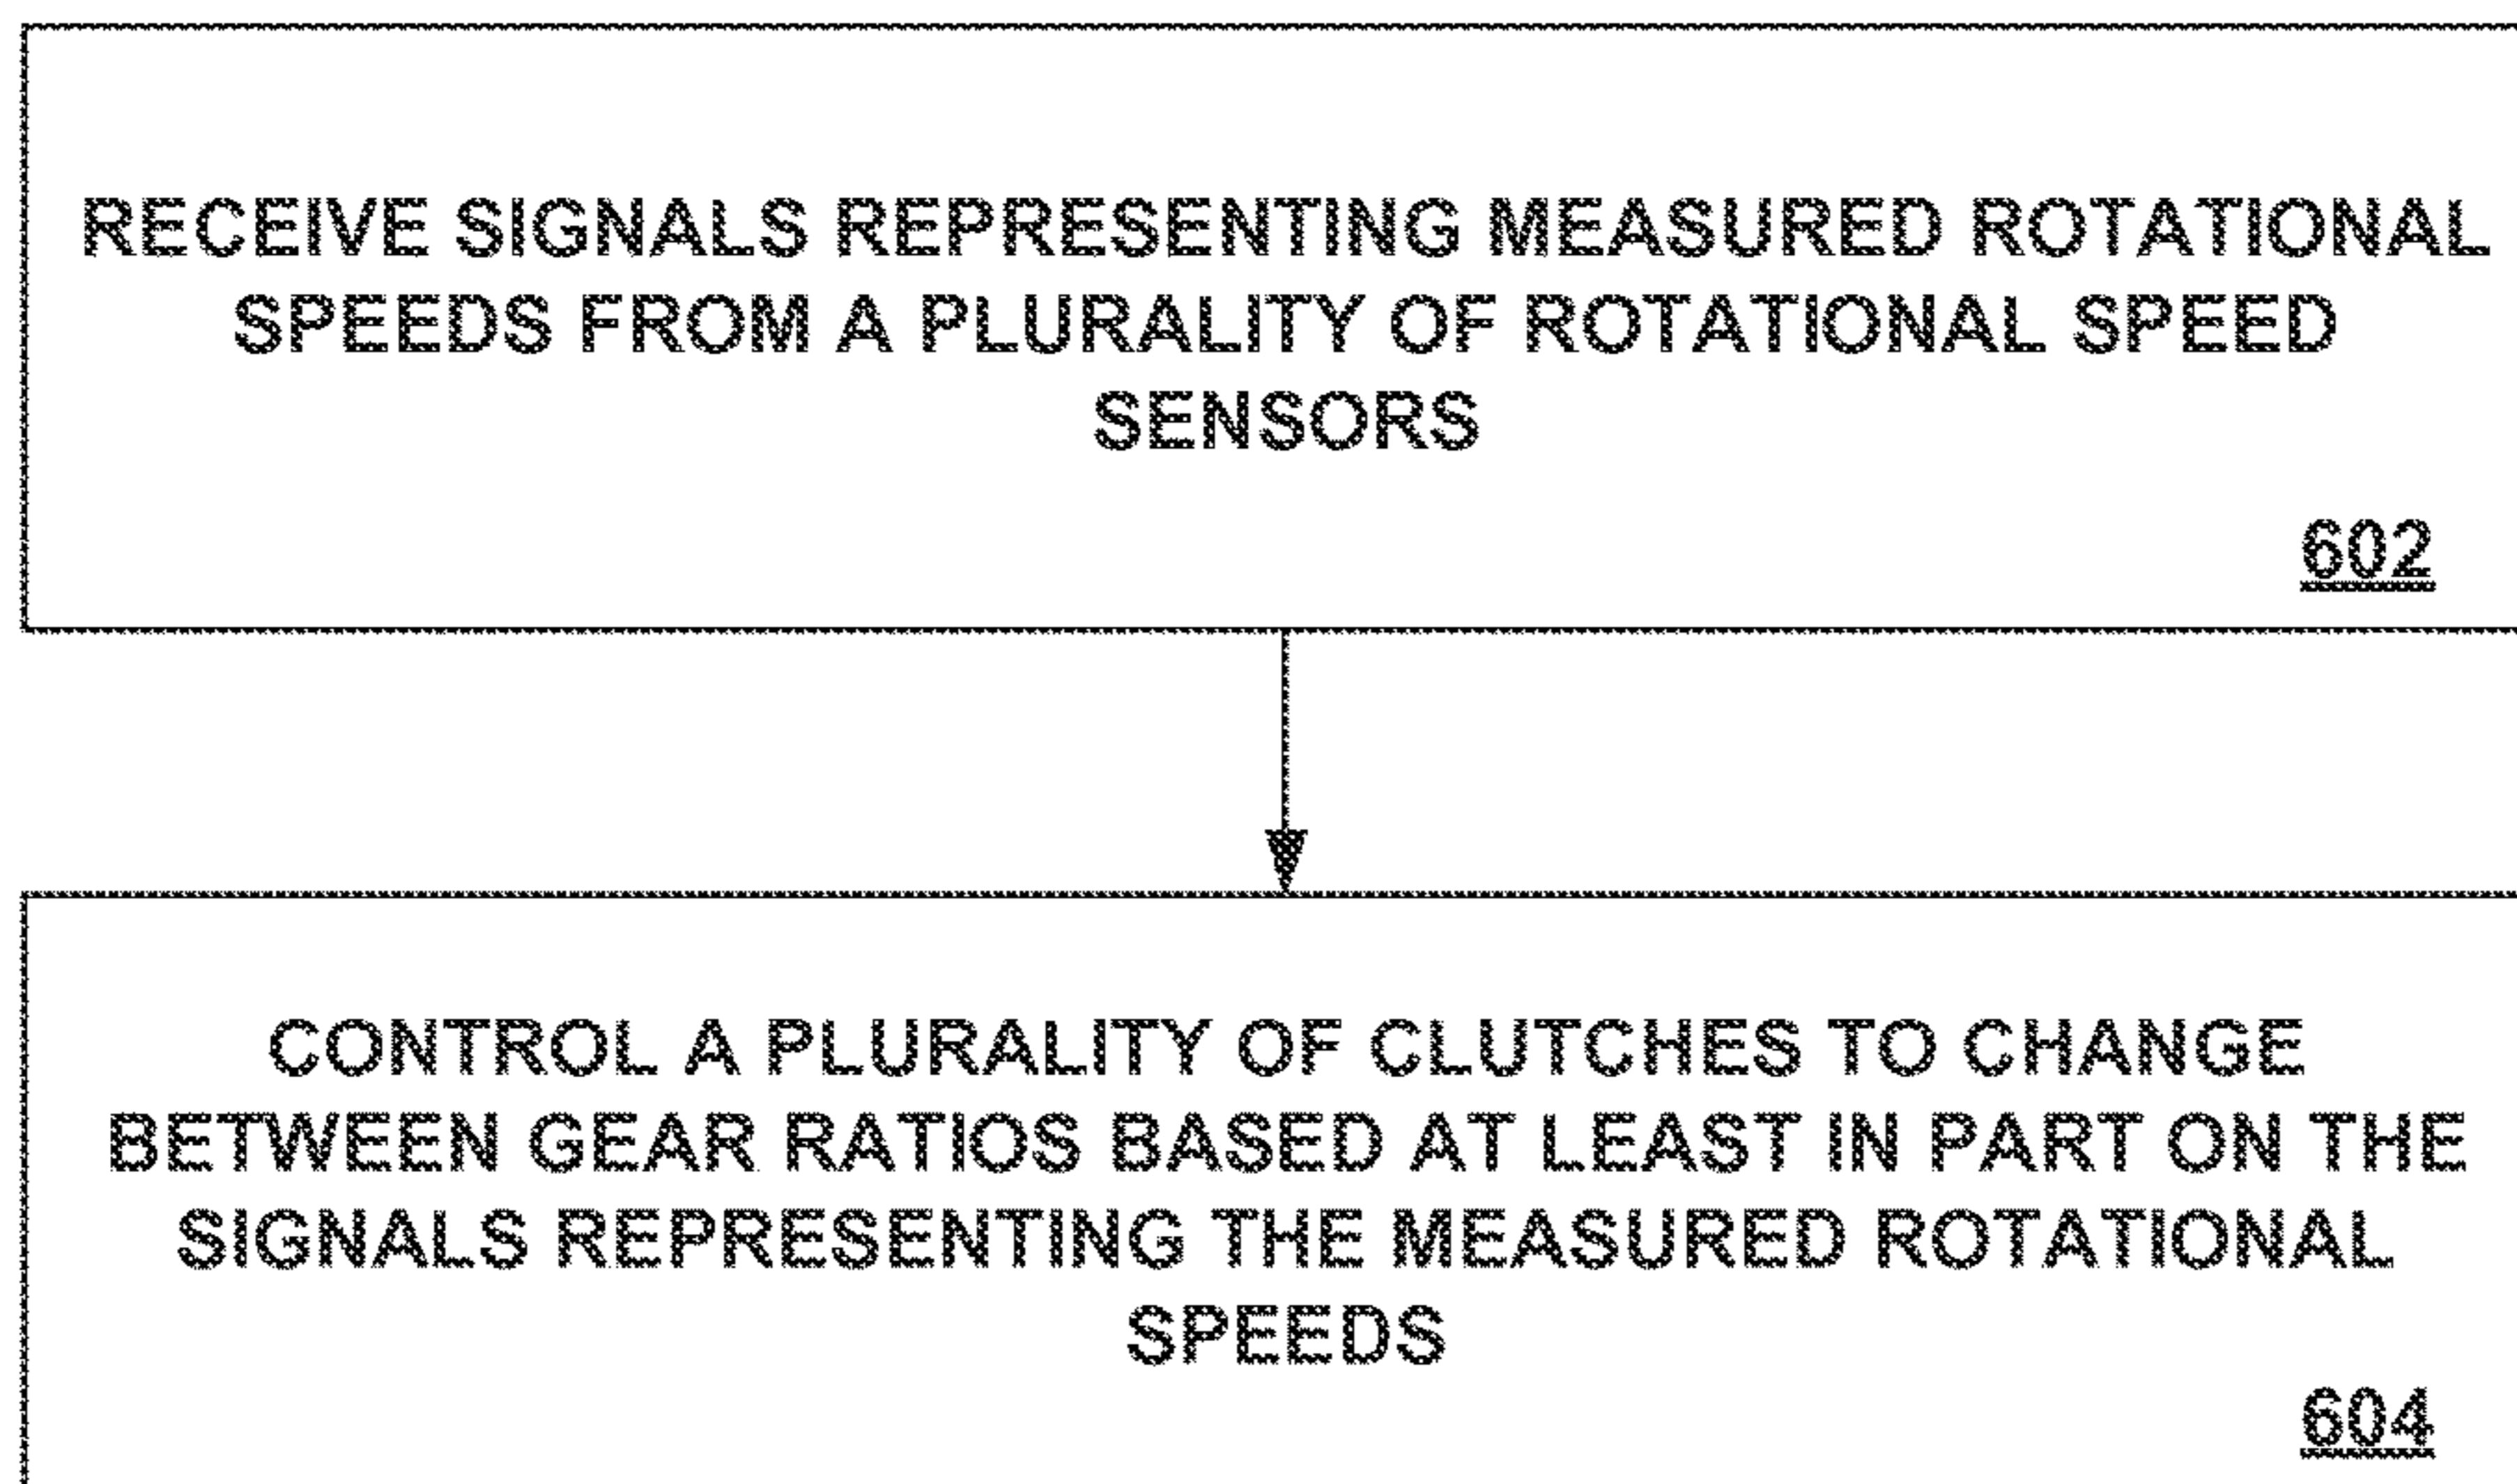 RECEIVE SIGNALS REPRESENTING MEASURED ROTATIONAL
SPEEDS FROM A PLURALITY OF ROTATIONAL SPEED
SENSORS
602
CONTROL A PLURALITY OF CLUTCHES TO CHANGE
BETWEEN GEAR RATIOS BASED AT LEAST IN PART ON THE
SIGNALS REPRESENTING THE MEASURED ROTATIONAL
SPEEDS
604